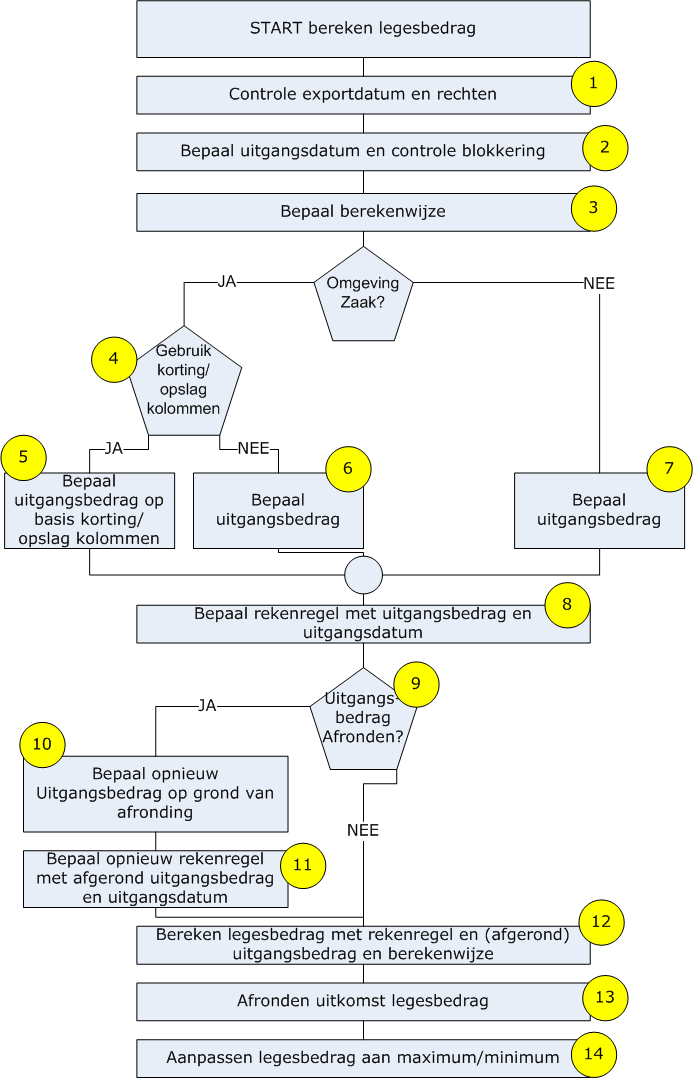 START bereken legesbedrag
1
Controle exportdatum en rechten
2
Bepaal uitgangsdatum en controle blokkering
3
Bepaal berekenwijze
Omgeving
Zaak?
JA
NEE
4
Gebruik
korting/
opslag
kolommen
JA
NEE
5
Bepaal
uitgangsbedrag op
basis korting/
opslag kolommen
6
Bepaal
uitgangsbedrag
7
Bepaal
uitgangsbedrag
8
Bepaal rekenregel met uitgangsbedrag en
uitgangsdatum
9
Uitgangs-
bedrag
Afronden?
JA
10
Bepaal opnieuw
Uitgangsbedrag op grond van
afronding
NEE
11
Bepaal opnieuw rekenregel
met afgerond uitgangsbedrag
en uitgangsdatum
12
Bereken legesbedrag met rekenregel en (afgerond)
uitgangsbedrag en berekenwijze
13
Afronden uitkomst legesbedrag
14
Aanpassen legesbedrag aan maximum/minimum